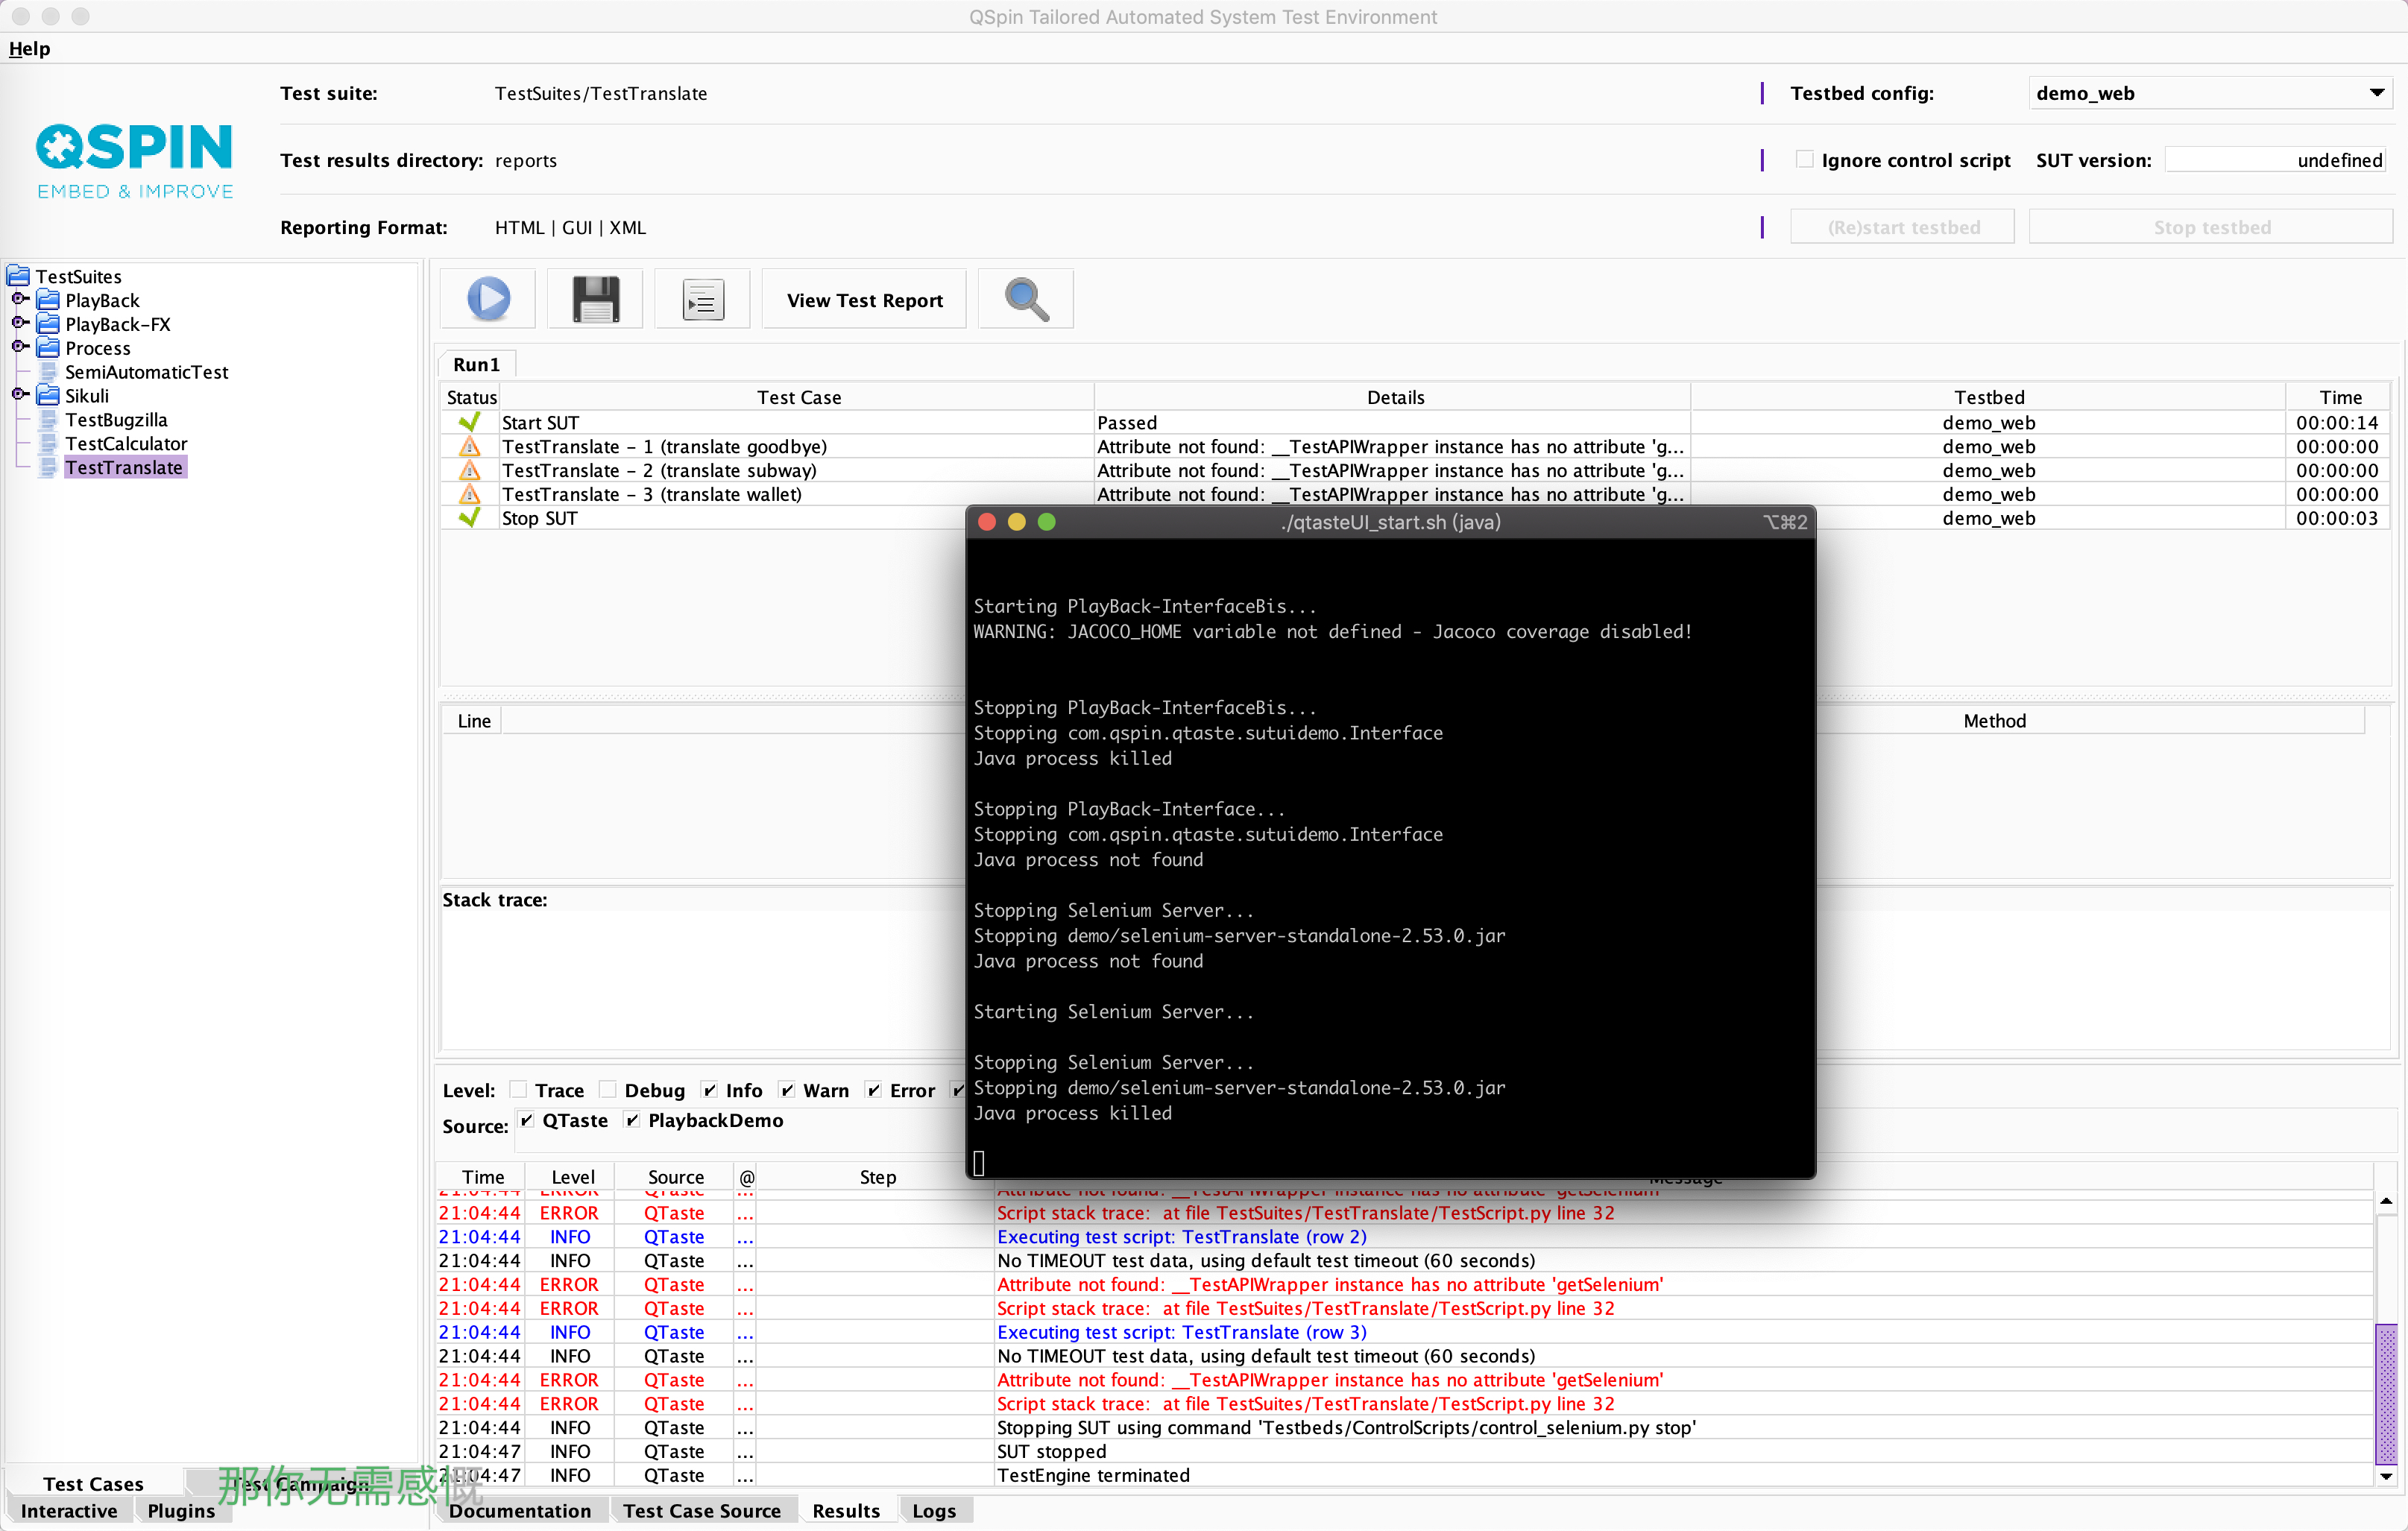 QSpin Tailored Automated System Test Environment
Help
QSPIN
EMBED & IMPROVE
Test suite: TestSuites/TestTranslate
Testbed config: demo_web
Test results directory: reports
Ignore control script SUT version: undefined
Reporting Format: HTML | GUI | XML
(Re)start testbed Stop testbed
TestSuites
PlayBack
PlayBack-FX
Process
SemiAutomaticTest
Sikuli
TestBugzilla
TestCalculator
TestTranslate
View Test Report
Run1
Status Test Case Details Testbed Time
Start SUT Passed demo_web 00:00:14
TestTranslate - 1 (translate goodbye) Attribute not found: __TestAPIWrapper instance has no attribute 'g... demo_web 00:00:00
TestTranslate - 2 (translate subway) Attribute not found: __TestAPIWrapper instance has no attribute 'g... demo_web 00:00:00
TestTranslate - 3 (translate wallet) Attribute not found: __TestAPIWrapper instance has no attribute 'g... demo_web 00:00:00
Stop SUT demo_web 00:00:03
./qtasteUI_start.sh (java) ⌥⌘2
Starting PlayBack-InterfaceBis...
WARNING: JACOCO_HOME variable not defined - Jacoco coverage disabled!
Stopping PlayBack-InterfaceBis...
Stopping com.qspin.qtaste.sutuidemo.Interface
Java process killed
Stopping PlayBack-Interface...
Stopping com.qspin.qtaste.sutuidemo.Interface
Java process not found
Stopping Selenium Server...
Stopping demo/selenium-server-standalone-2.53.0.jar
Java process not found
Starting Selenium Server...
Stopping Selenium Server...
Stopping demo/selenium-server-standalone-2.53.0.jar
Java process killed
Line Method
Stack trace:
Level: Trace Debug Info Warn Error
Source: QTaste PlaybackDemo
Time Level Source @ Step Message
21:04:44 ERROR QTaste ... Attribute not found: __TestAPIWrapper instance has no attribute 'getSelenium'
21:04:44 ERROR QTaste ... Script stack trace:  at file TestSuites/TestTranslate/TestScript.py line 32
21:04:44 INFO QTaste ... Executing test script: TestTranslate (row 2)
21:04:44 INFO QTaste ... No TIMEOUT test data, using default test timeout (60 seconds)
21:04:44 ERROR QTaste ... Attribute not found: __TestAPIWrapper instance has no attribute 'getSelenium'
21:04:44 ERROR QTaste ... Script stack trace:  at file TestSuites/TestTranslate/TestScript.py line 32
21:04:44 INFO QTaste ... Executing test script: TestTranslate (row 3)
21:04:44 INFO QTaste ... No TIMEOUT test data, using default test timeout (60 seconds)
21:04:44 ERROR QTaste ... Attribute not found: __TestAPIWrapper instance has no attribute 'getSelenium'
21:04:44 ERROR QTaste ... Script stack trace:  at file TestSuites/TestTranslate/TestScript.py line 32
21:04:44 INFO QTaste ... Stopping SUT using command 'Testbeds/ControlScripts/control_selenium.py stop'
21:04:47 INFO QTaste ... SUT stopped
21:04:47 INFO QTaste ... TestEngine terminated
Test Cases Test Campaign
那你无需感慨
Interactive Plugins
Documentation Test Case Source Results Logs